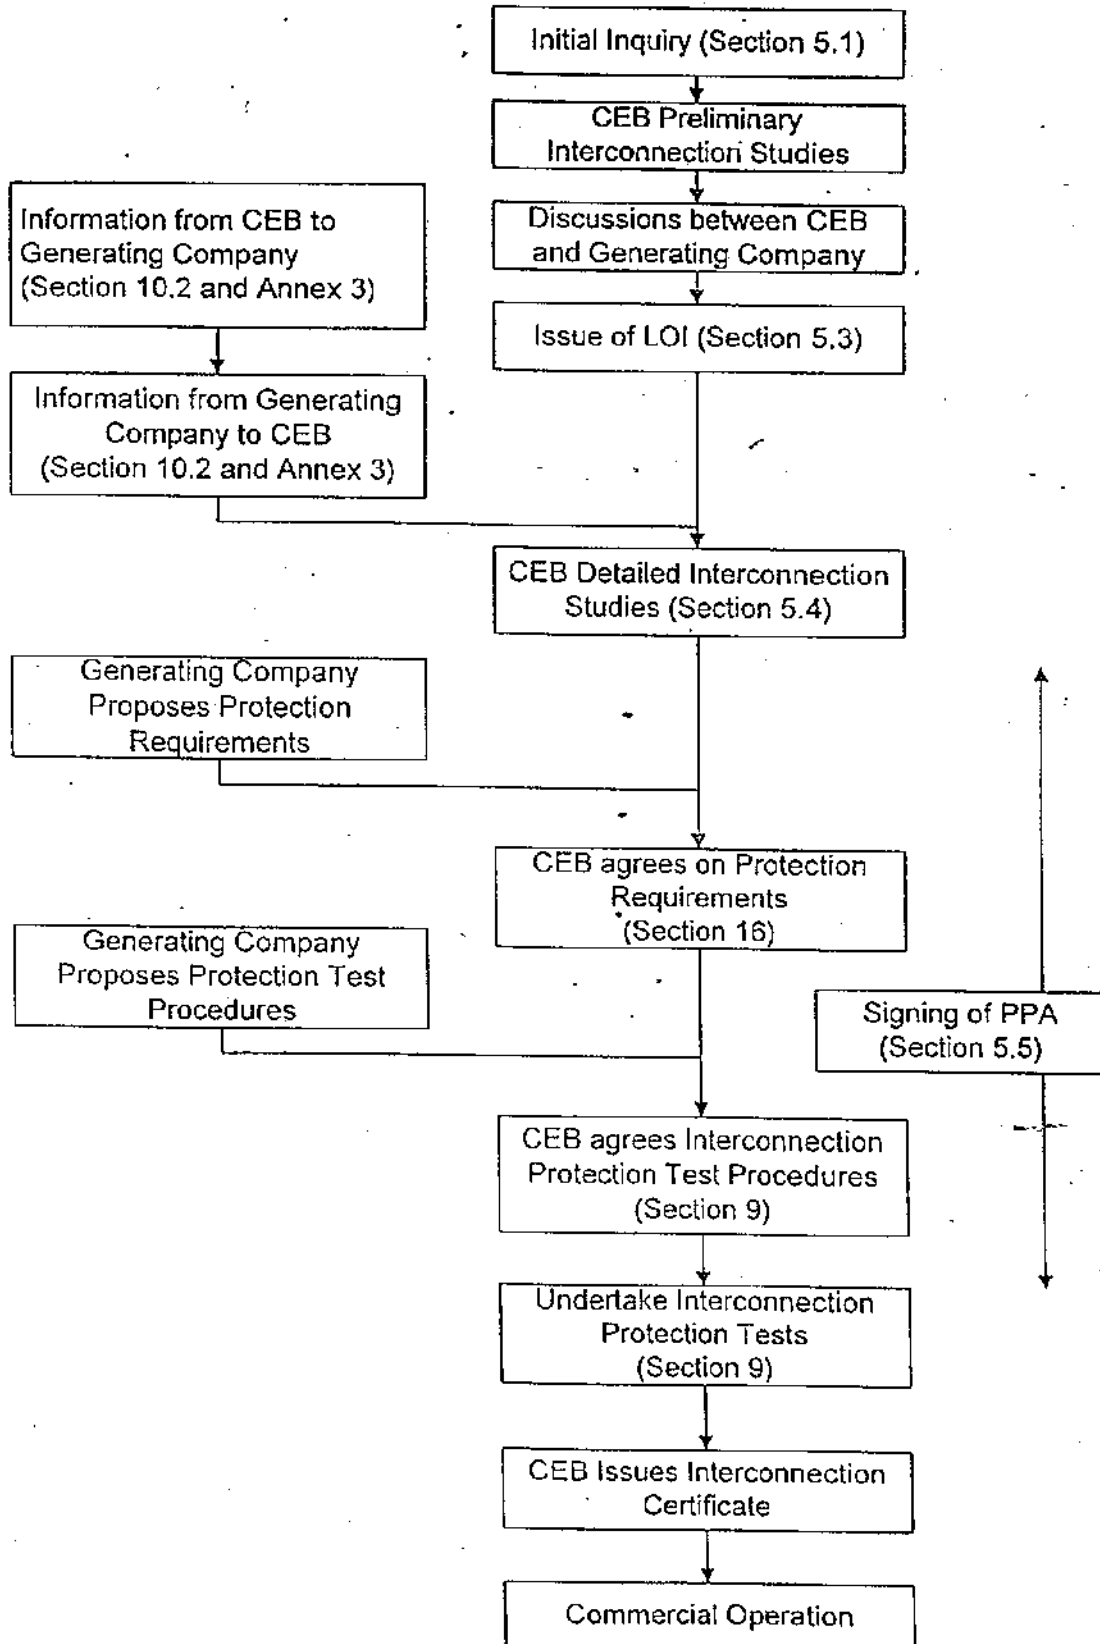 Initial Inquiry (Section 5.1)
CEB Preliminary
Interconnection Studies
Information from CEB to
Generating Company
(Section 10.2 and Annex 3)
Discussions between CEB
and Generating Company
Issue of LOI (Section 5.3)
Information from Generating
Company to CEB
(Section 10.2 and Annex 3)
CEB Detailed Interconnection
Studies (Section 5.4)
Generating Company
Proposes Protection
Requirements
CEB agrees on Protection
Requirements
(Section 16)
Generating Company
Proposes Protection Test
Procedures
Signing of PPA
(Section 5.5)
CEB agrees Interconnection
Protection Test Procedures
(Section 9)
Undertake Interconnection
Protection Tests
(Section 9)
CEB Issues Interconnection
Certificate
Commercial Operation